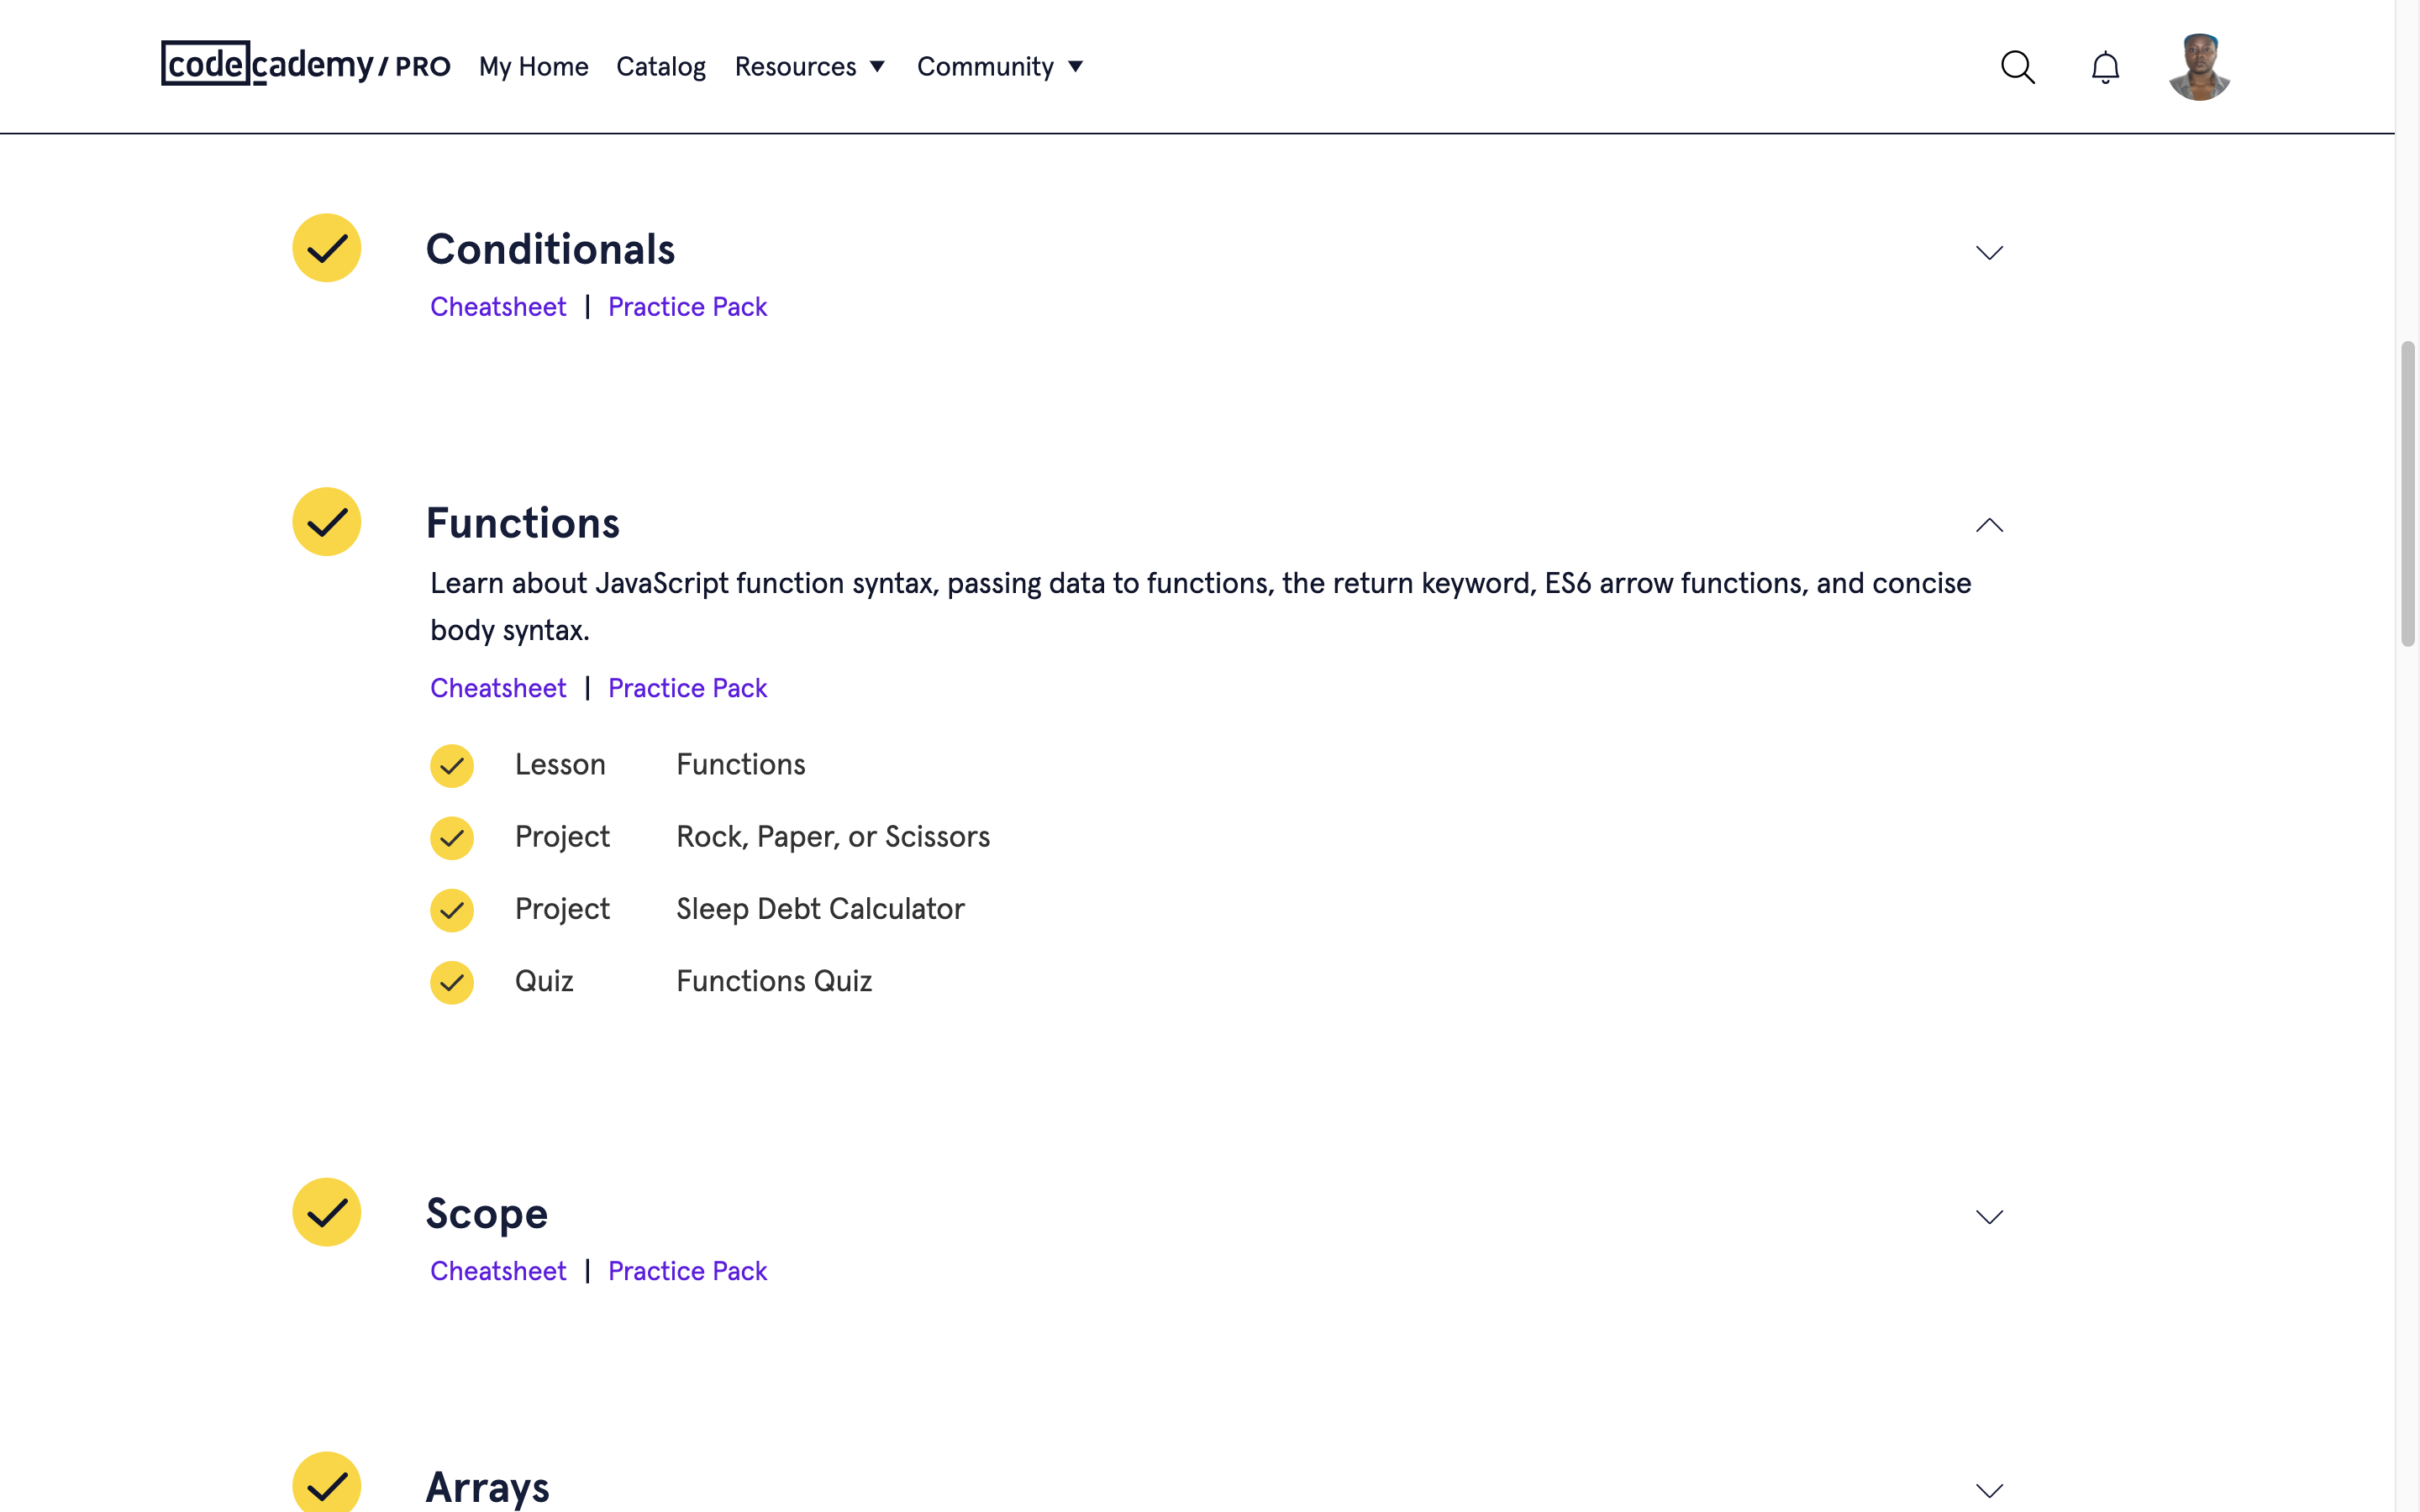 codecademy / PRO My Home Catalog Resources Community
Conditionals
Cheatsheet | Practice Pack
Functions
Learn about JavaScript function syntax, passing data to functions, the return keyword, ES6 arrow functions, and concise
body syntax.
Cheatsheet | Practice Pack
Lesson Functions
Project Rock, Paper, or Scissors
Project Sleep Debt Calculator
Quiz Functions Quiz
Scope
Cheatsheet | Practice Pack
Arrays